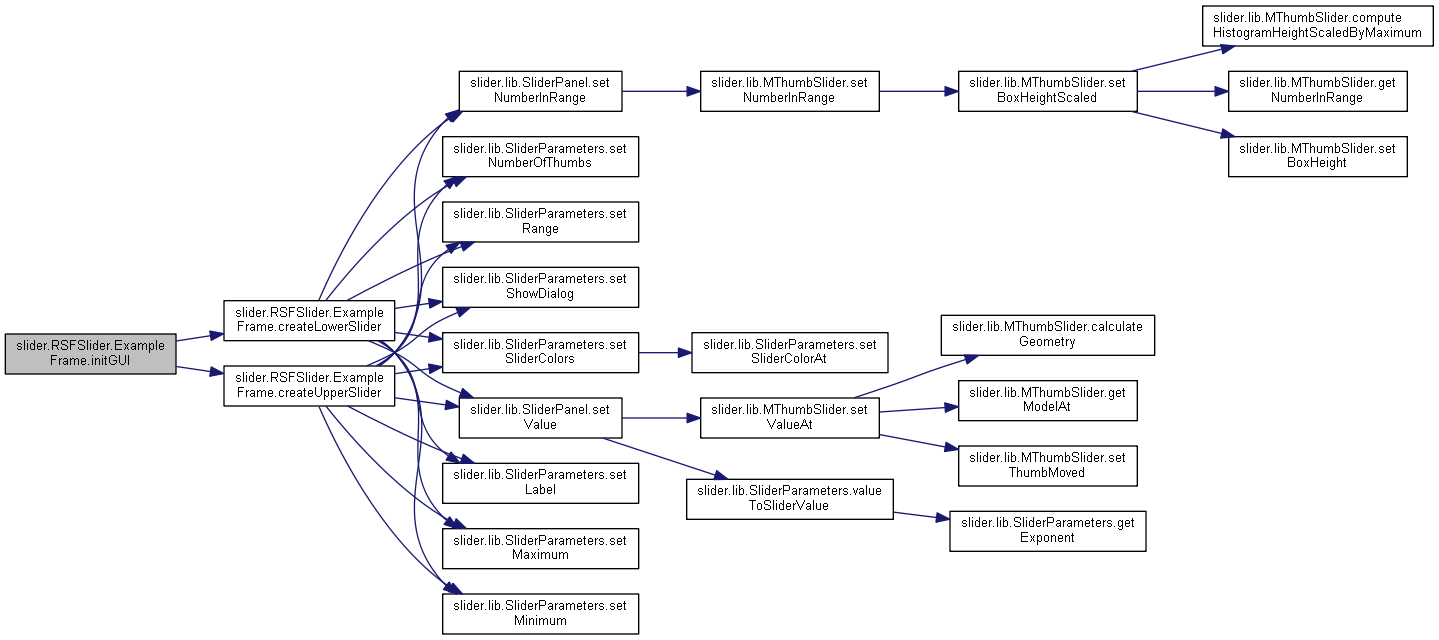 slider.RSFSlider.Example
Frame.initGUI
slider.RSFSlider.Example
Frame.createLowerSlider
slider.RSFSlider.Example
Frame.createUpperSlider
slider.lib.SliderPanel.set
NumberInRange
slider.lib.SliderParameters.set
NumberOfThumbs
slider.lib.SliderParameters.set
Range
slider.lib.SliderParameters.set
ShowDialog
slider.lib.SliderParameters.set
SliderColors
slider.lib.SliderPanel.set
Value
slider.lib.SliderParameters.set
Label
slider.lib.SliderParameters.set
Maximum
slider.lib.SliderParameters.set
Minimum
slider.lib.MThumbSlider.set
NumberInRange
slider.lib.SliderParameters.set
SliderColorAt
slider.lib.MThumbSlider.set
ValueAt
slider.lib.SliderParameters.value
ToSliderValue
slider.lib.MThumbSlider.set
BoxHeightScaled
slider.lib.MThumbSlider.calculate
Geometry
slider.lib.MThumbSlider.get
ModelAt
slider.lib.MThumbSlider.set
ThumbMoved
slider.lib.SliderParameters.get
Exponent
slider.lib.MThumbSlider.compute
HistogramHeightScaledByMaximum
slider.lib.MThumbSlider.get
NumberInRange
slider.lib.MThumbSlider.set
BoxHeight